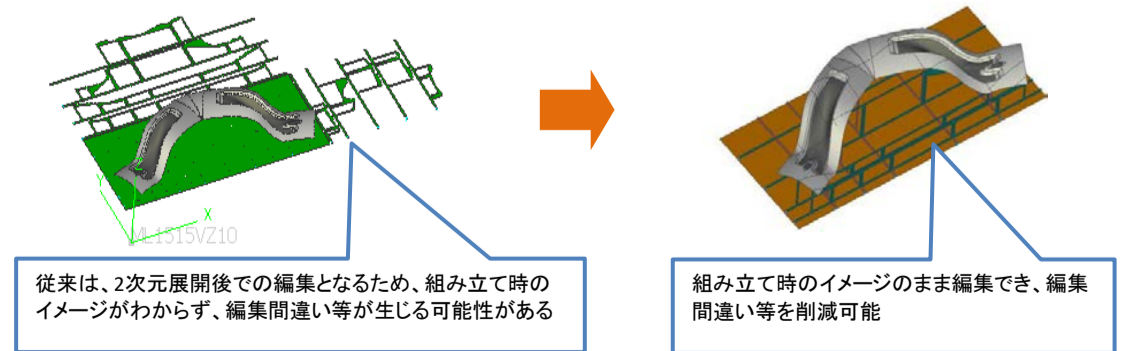 Y
X
ML1515VZ10
従来は、2次元展開後での編集となるため、組み立て時の
イメージがわからず、編集間違い等が生じる可能性がある
組み立て時のイメージのまま編集でき、編集
間違い等を削減可能